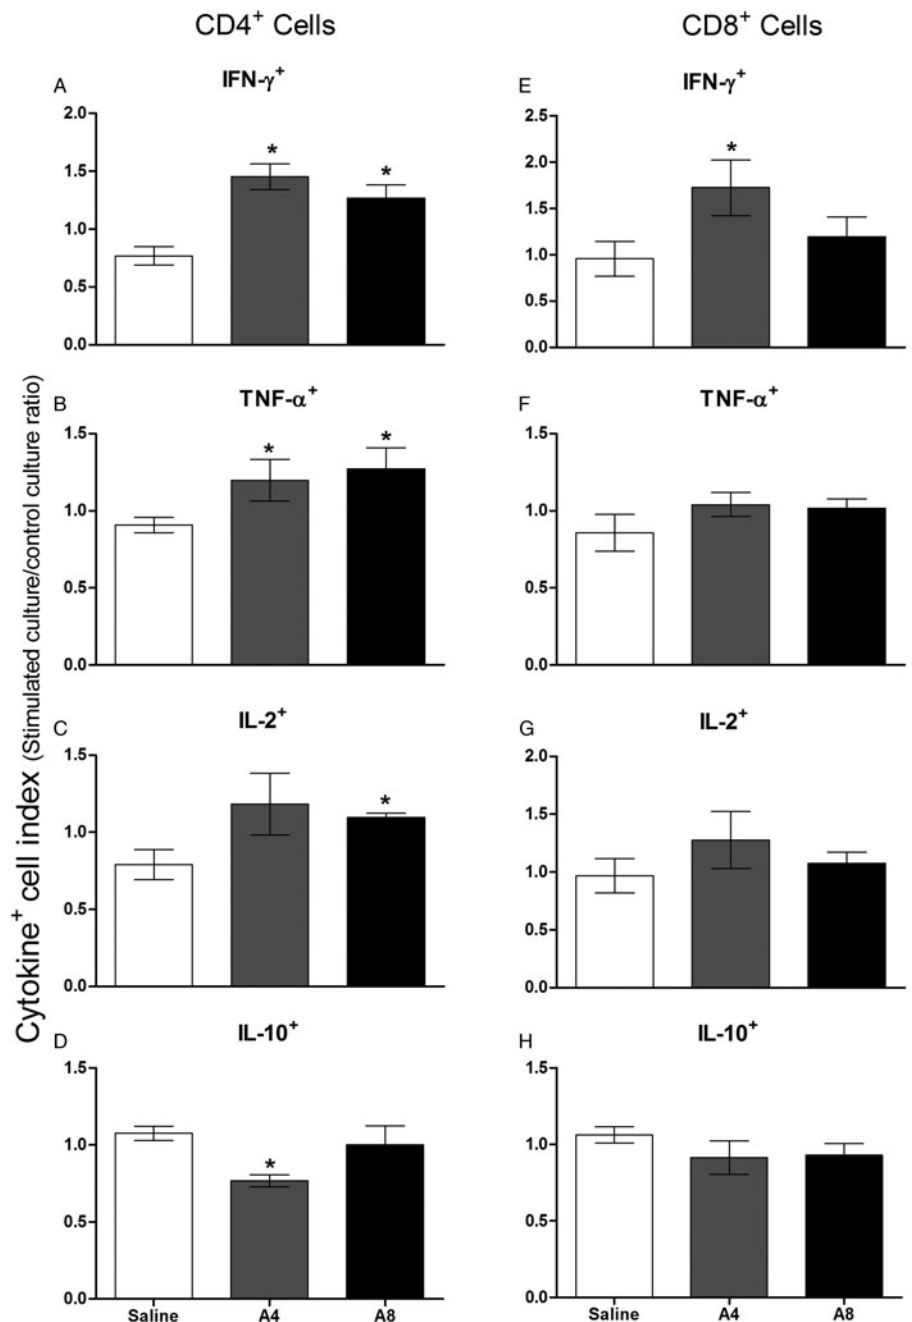 CD4⁺ Cells
CD8⁺ Cells
Cytokine⁺ cell index (Stimulated culture/control culture ratio)
A
IFN-γ⁺
2.0
1.5
1.0
0.5
0.0
*
*
E
IFN-γ⁺
2.5
2.0
1.5
1.0
0.5
0.0
*
B
TNF-α⁺
1.5
1.0
0.5
0.0
*
*
F
TNF-α⁺
1.5
1.0
0.5
0.0
C
IL-2⁺
1.5
1.0
0.5
0.0
*
G
IL-2⁺
2.0
1.5
1.0
0.5
0.0
D
IL-10⁺
1.5
1.0
0.5
0.0
*
Saline A4 A8
H
IL-10⁺
1.5
1.0
0.5
0.0
Saline A4 A8